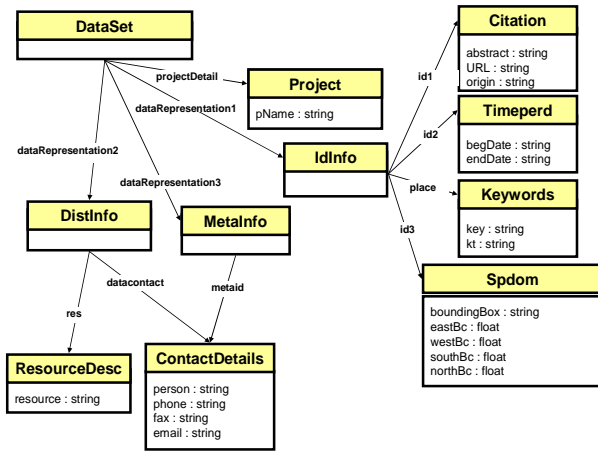 DataSet
projectDetail
Project
pName : string
dataRepresentation1
dataRepresentation2
dataRepresentation3
IdInfo
id1
id2
place
id3
Citation
abstract : string
URL : string
origin : string
Timeperd
begDate : string
endDate : string
Keywords
key : string
kt : string
Spdom
boundingBox : string
eastBc : float
westBc : float
southBc : float
northBc : float
DistInfo
MetaInfo
datacontact
metaid
res
ResourceDesc
resource : string
ContactDetails
person : string
phone : string
fax : string
email : string